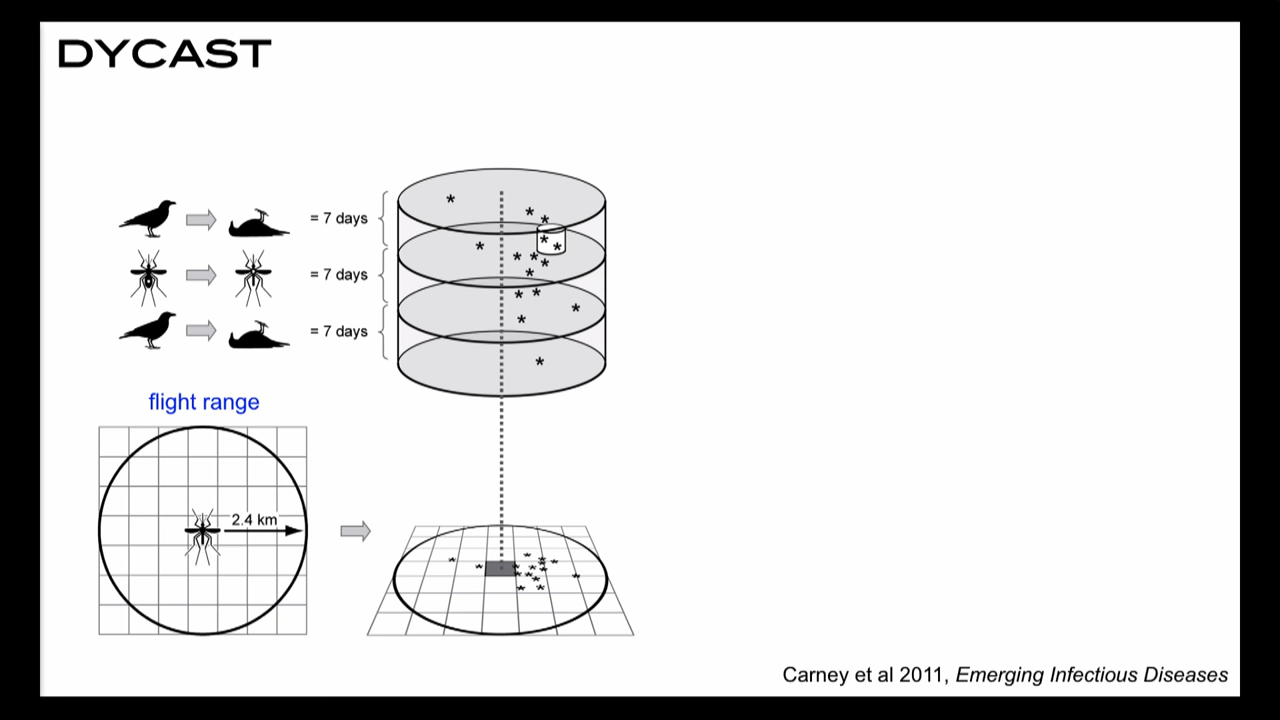 DYCAST
= 7 days
= 7 days
= 7 days
flight range
2.4 km
Carney et al 2011, Emerging Infectious Diseases